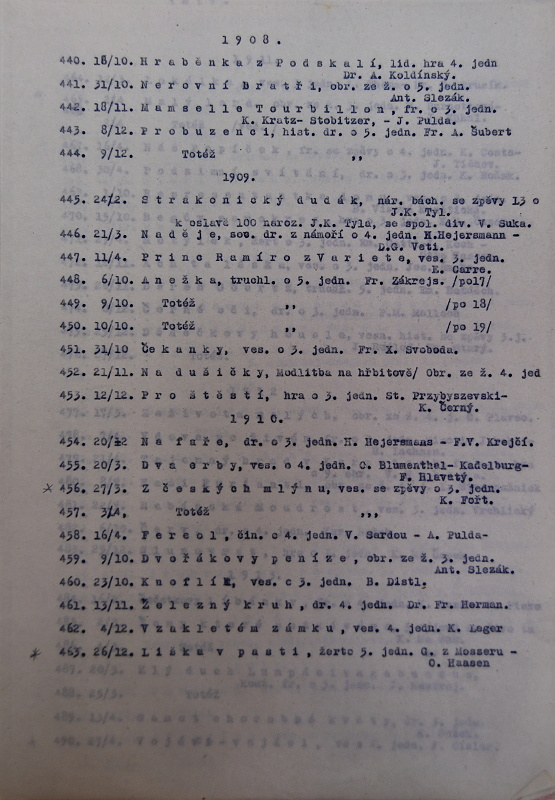 1908.
440. 18/10. Hraběnka z Podskalí, lid. hra 4. jedn
Dr. A. Koldínský.
441. 31/10. Nerovní bratři, obr. ze ž. o 5. jedn.
Ant. Slezák.
442. 18/11. Mamselle Tourbillon, fr. o 3. jedn.
K. Kratz- Stobitzer, - J. Pulda.
443. 8/12. Probuzenci, hist. dr. o 5. jedn. Fr. A. Šubert
444. 9/12. Totéž ,,
1909.
445. 24/2. Strakonický dudák, nár. bách. se zpěvy 13 o
J.K. Tyl.
k oslavě 100 naroz. J.K. Tyla, se spol. div. V. Suka.
446. 21/3. Naděje, soc. dr. z námoří o 4. jedn. H.Hejersmann -
D.G. Veti.
447. 11/4. Princ Ramiro z Variete, ves. 3. jedn.
E. Carre.
448. 6/10. Anežka, truchl. o 5. jedn. Fr. Zákrejs. /po17/
449. 9/10. Totéž ,, /po 18/
450. 10/10. Totéž ,, /po 19/
451. 31/10 Čekanky, ves. o 3. jedn. Fr. X. Svoboda.
452. 21/11. Na dušičky, Modlitba na hřbitově/ Obr. ze ž. 4. jed
453. 12/12. Pro štěstí, hra o 3. jedn. St. Przybyszevski-
K. Černý.
1910.
454. 20/2 Na faře, dr. o 3. jedn. H. Hejersmans - F.V. Krejčí.
455. 20/3. Dva erby, ves. o 4. jedn. C. Blumenthel- Kadelburg-
F. Hlavatý.
x 456. 27/3. Z českých mlýnu, ves. se zpěvy o 3. jedn.
K. Fořt.
457. 3/4. Totéž ,,,
458. 16/4. Fereol, čin. o 4. jedn. V. Sardou - A. Pulda-
459. 9/10. Dvořákovy peníze, obr. ze ž. 3. jedn.
Ant. Slezák.
460. 23/10. Knoflík, ves. o 3. jedn. B. Distl.
461. 13/11. Železný kruh, dr. 4. jedn. Dr. Fr. Herman.
462. 4/12. V zakletém zámku, ves. 4. jedn. K. Leger
x 463. 26/12. Liška v pasti, žerto 5. jedn. G. z Mosseru -
O. Haasen